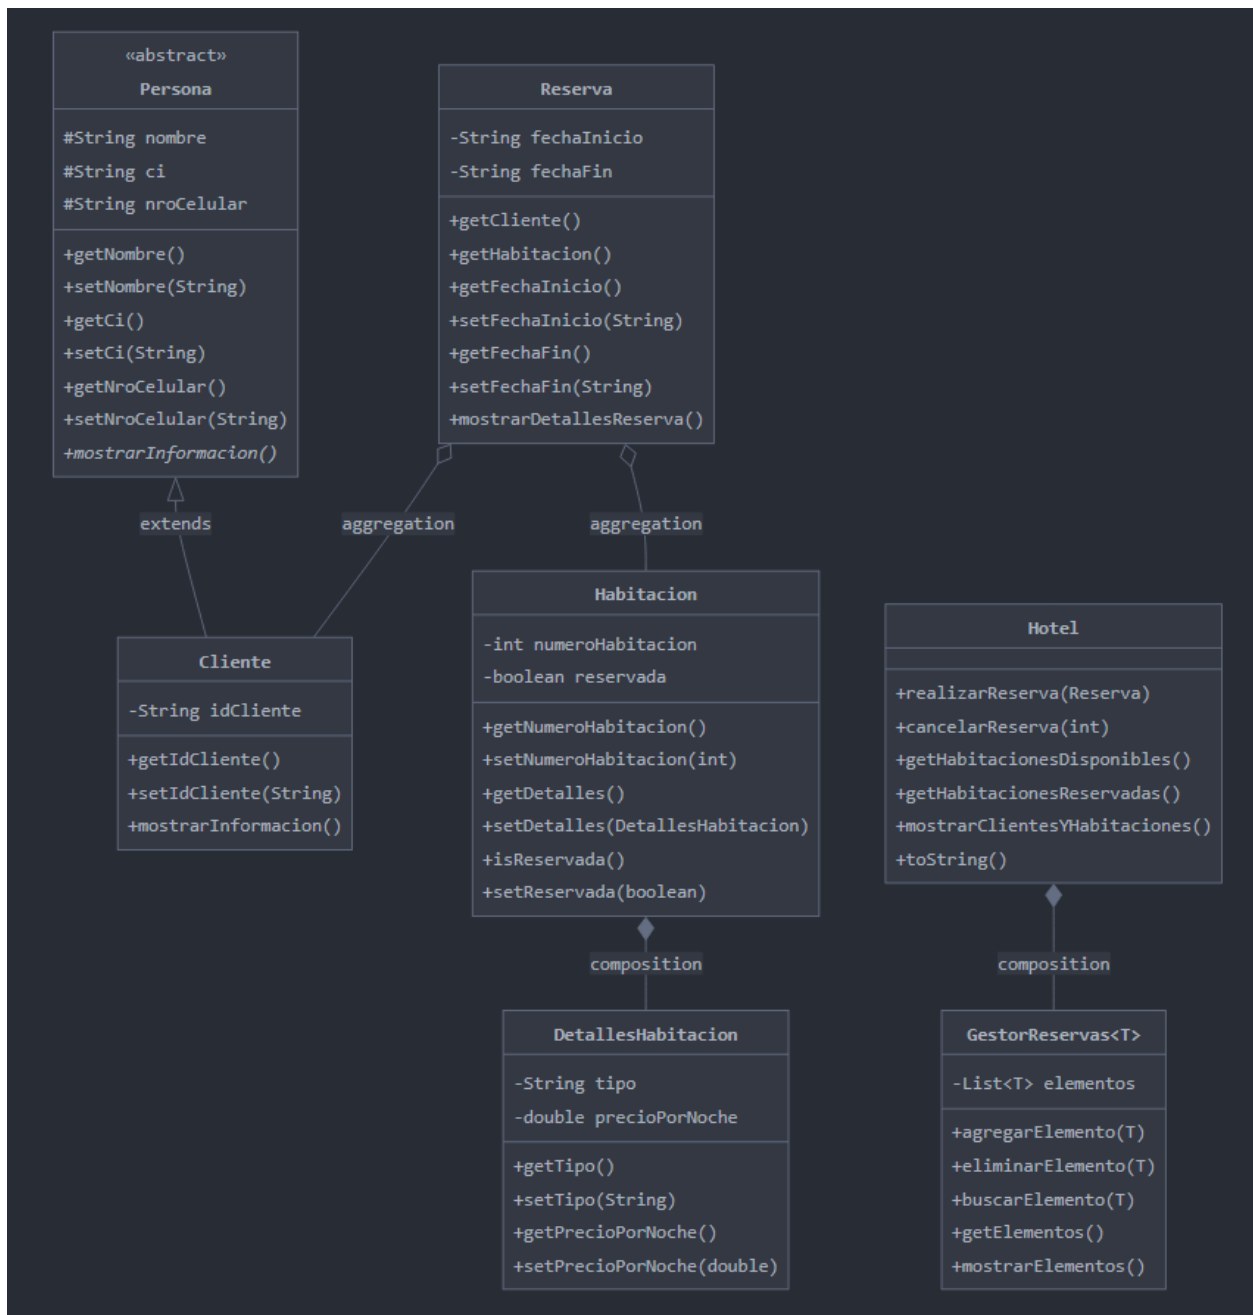 «abstract»
Persona
#String nombre
#String ci
#String nroCelular
+getNombre()
+setNombre(String)
+getCi()
+setCi(String)
+getNroCelular()
+setNroCelular(String)
+mostrarInformacion()
Reserva
-String fechaInicio
-String fechaFin
+getCliente()
+getHabitacion()
+getFechaInicio()
+setFechaInicio(String)
+getFechaFin()
+setFechaFin(String)
+mostrarDetallesReserva()
extends
aggregation
aggregation
Cliente
-String idCliente
+getIdCliente()
+setIdCliente(String)
+mostrarInformacion()
Habitacion
-int numeroHabitacion
-boolean reservada
+getNumeroHabitacion()
+setNumeroHabitacion(int)
+getDetalles()
+setDetalles(DetallesHabitacion)
+isReservada()
+setReservada(boolean)
Hotel
+realizarReserva(Reserva)
+cancelarReserva(int)
+getHabitacionesDisponibles()
+getHabitacionesReservadas()
+mostrarClientesYHabitaciones()
+toString()
composition
composition
DetallesHabitacion
-String tipo
-double precioPorNoche
+getTipo()
+setTipo(String)
+getPrecioPorNoche()
+setPrecioPorNoche(double)
GestorReservas<T>
-List<T> elementos
+agregarElemento(T)
+eliminarElemento(T)
+buscarElemento(T)
+getElementos()
+mostrarElementos()